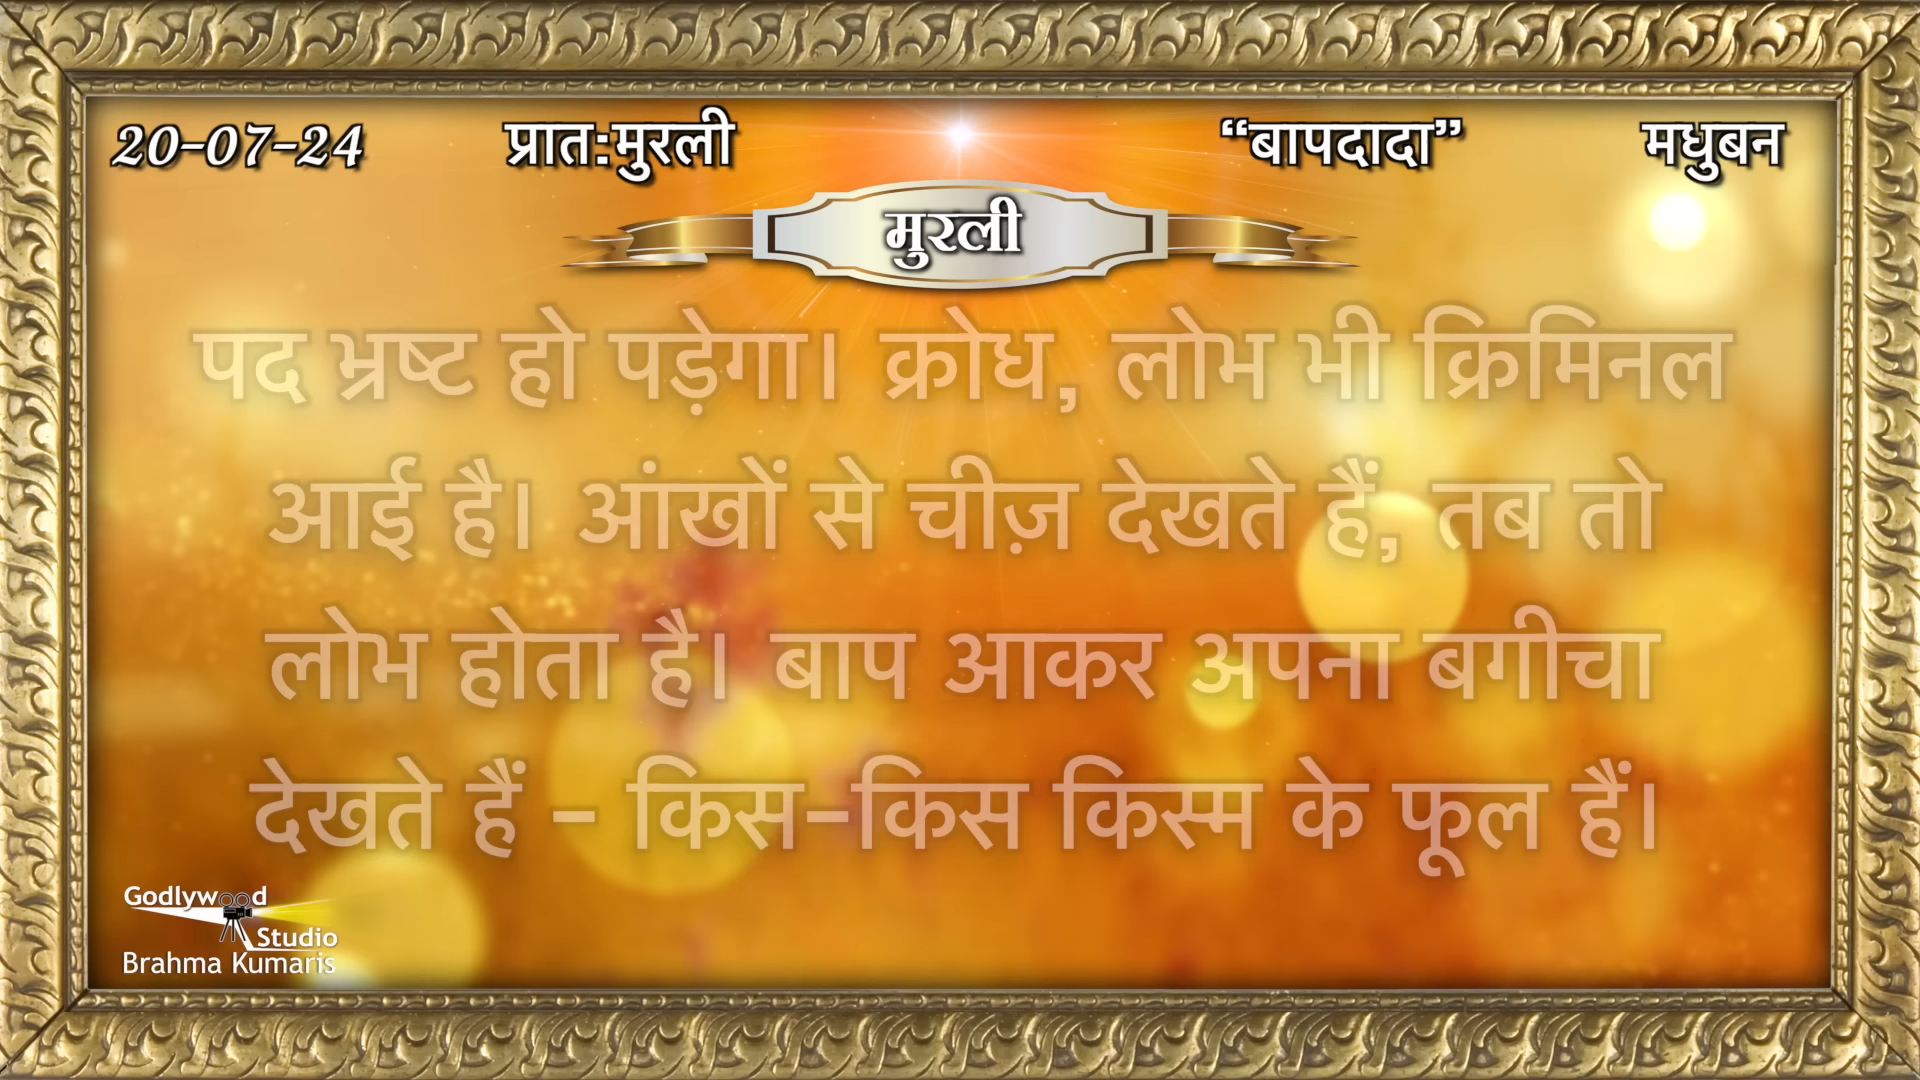 20-07-24 प्रात:मुरली “बापदादा” मधुबन
मुरली
पद भ्रष्ट हो पड़ेगा। क्रोध, लोभ भी क्रिमिनल
आई है। आंखों से चीज़ देखते हैं, तब तो
लोभ होता है। बाप आकर अपना बगीचा
देखते हैं - किस-किस किस्म के फूल हैं।
Godlywood
Studio
Brahma Kumaris